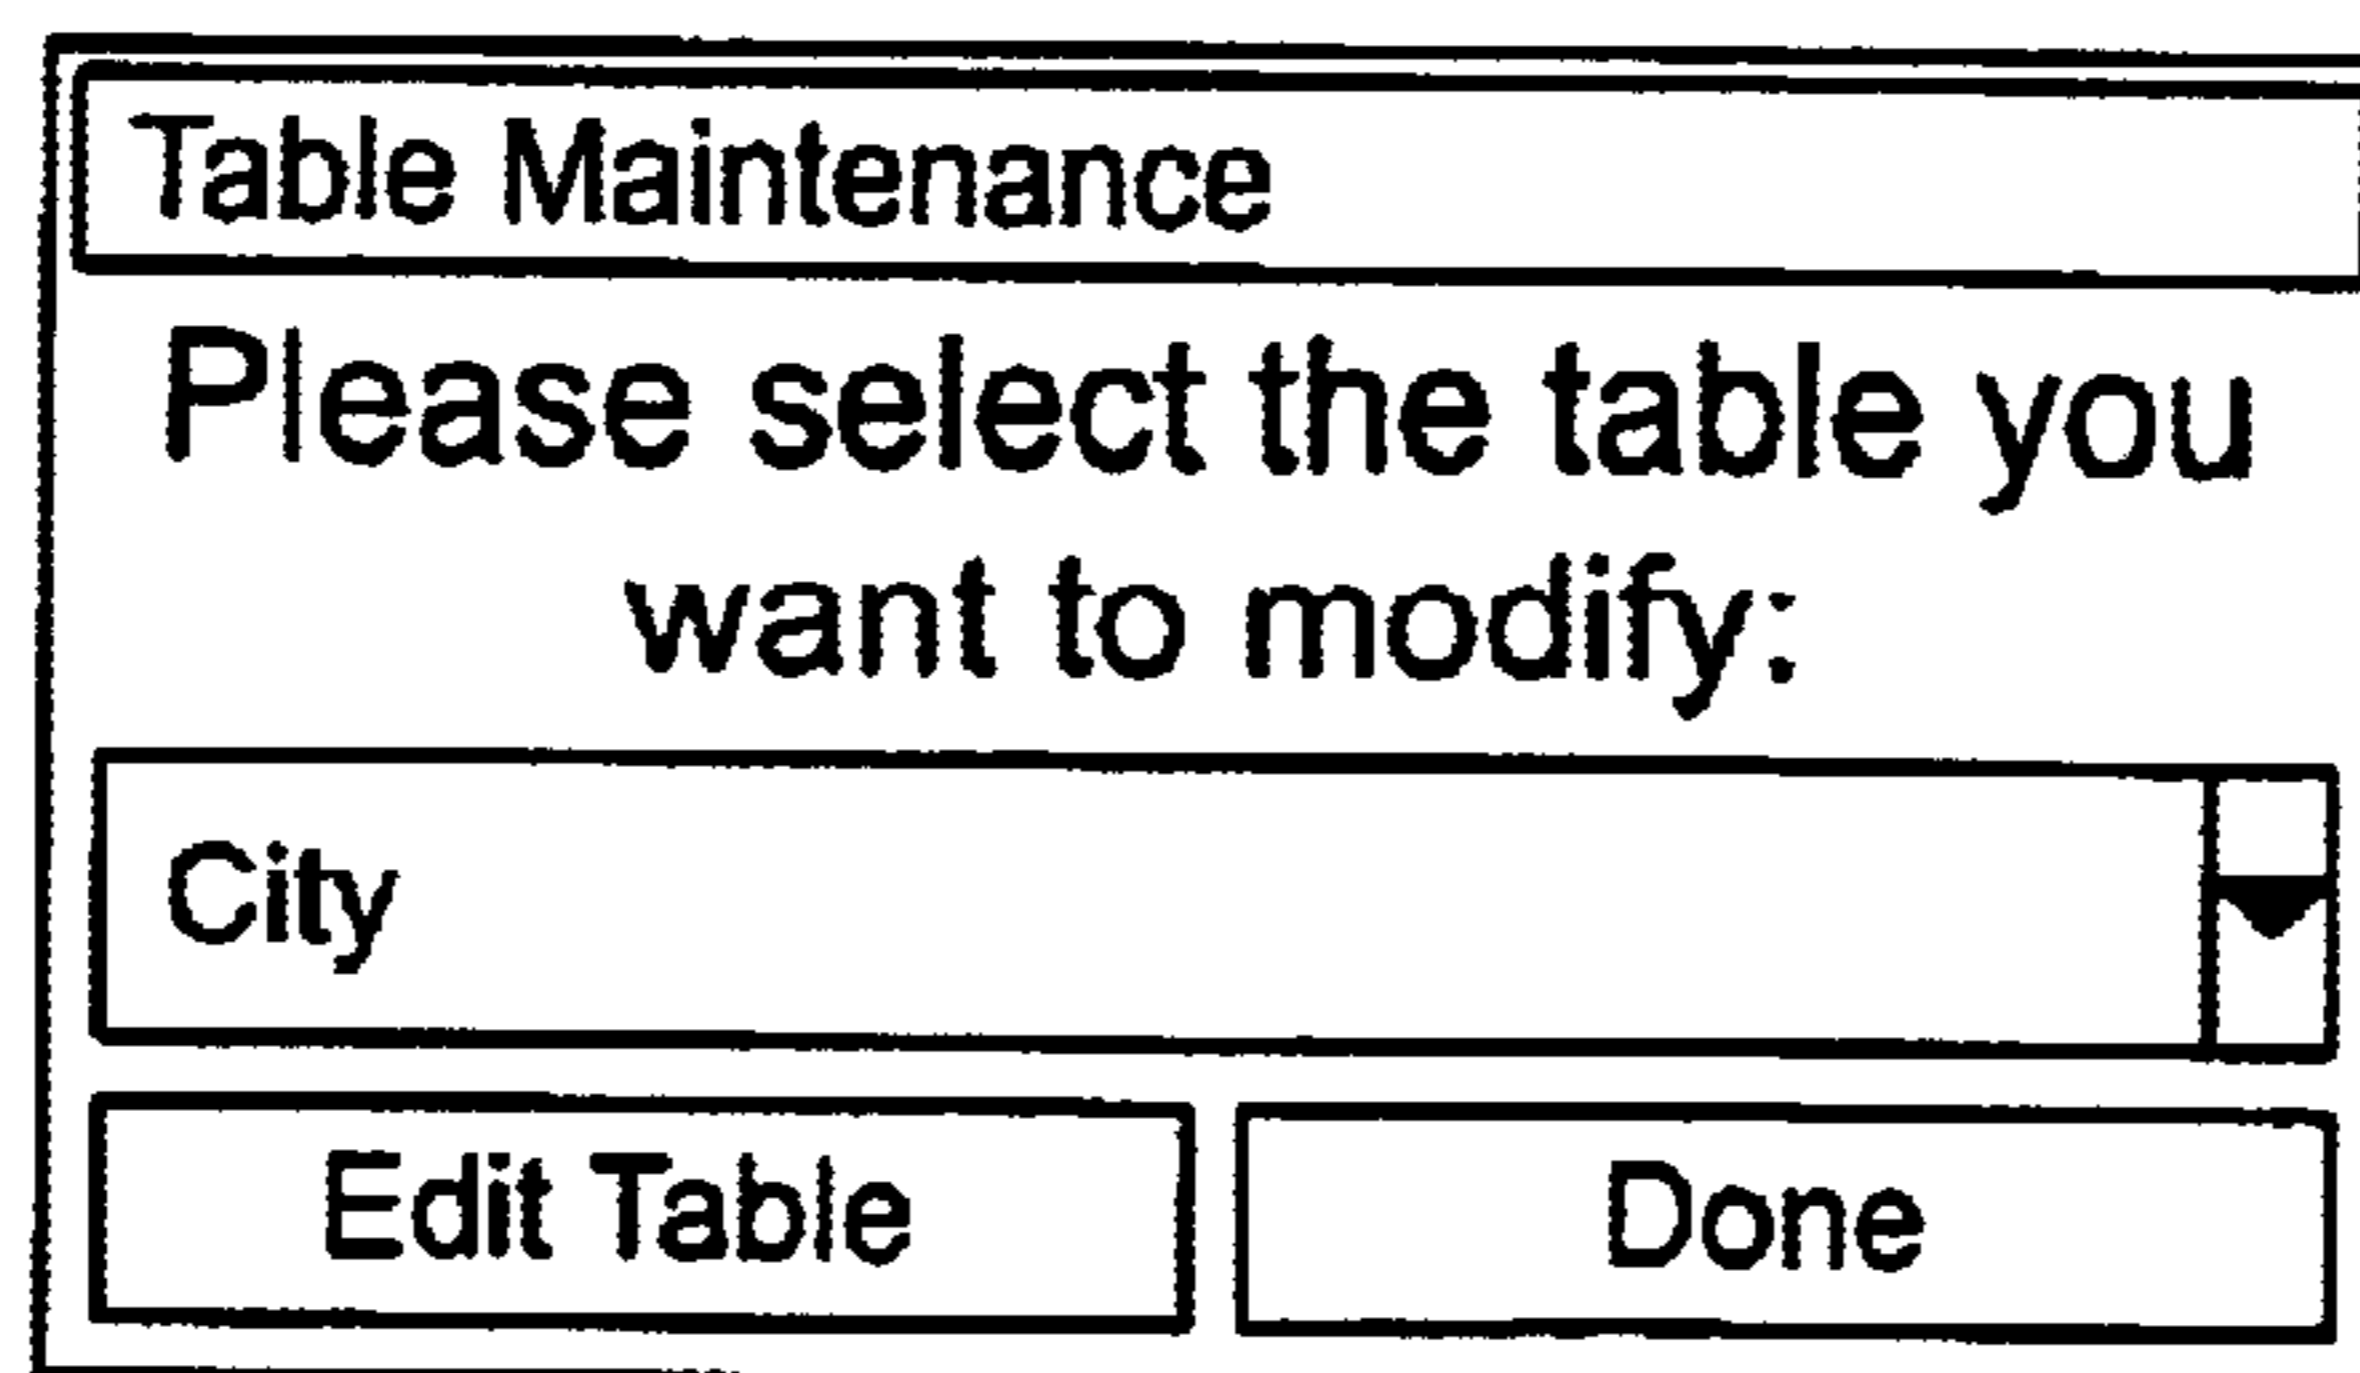 Table Maintenance
Please select the table you
want to modify:
City
Edit Table
Done